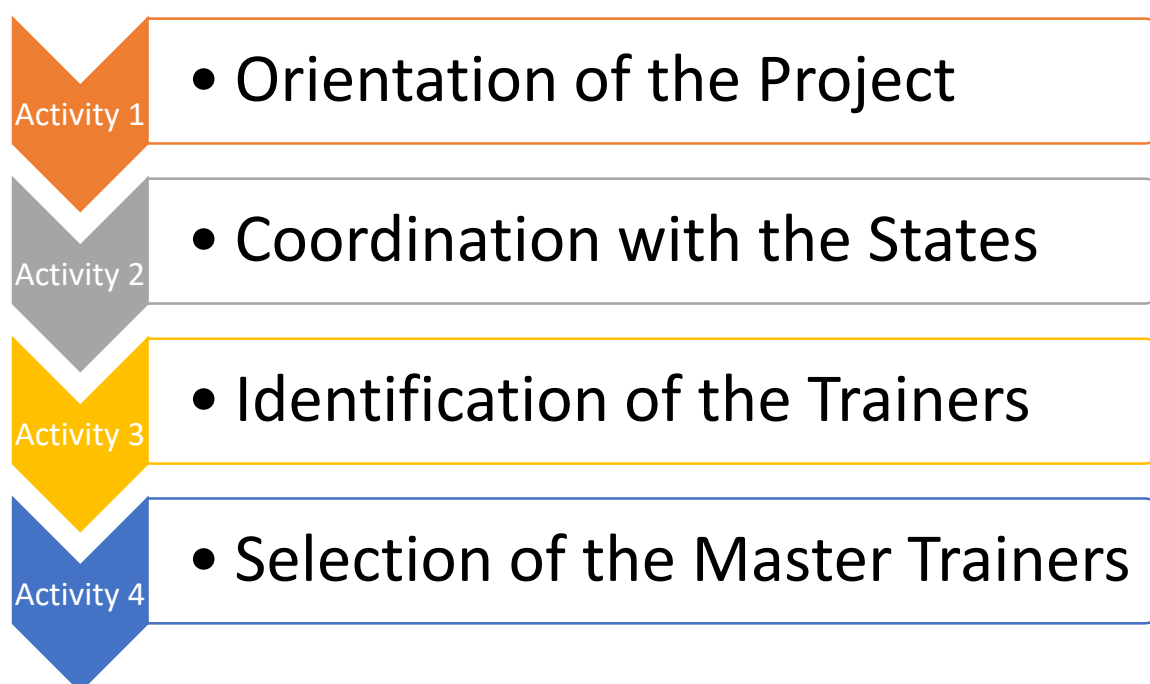 Activity 1
• Orientation of the Project
Activity 2
• Coordination with the States
Activity 3
• Identification of the Trainers
Activity 4
• Selection of the Master Trainers